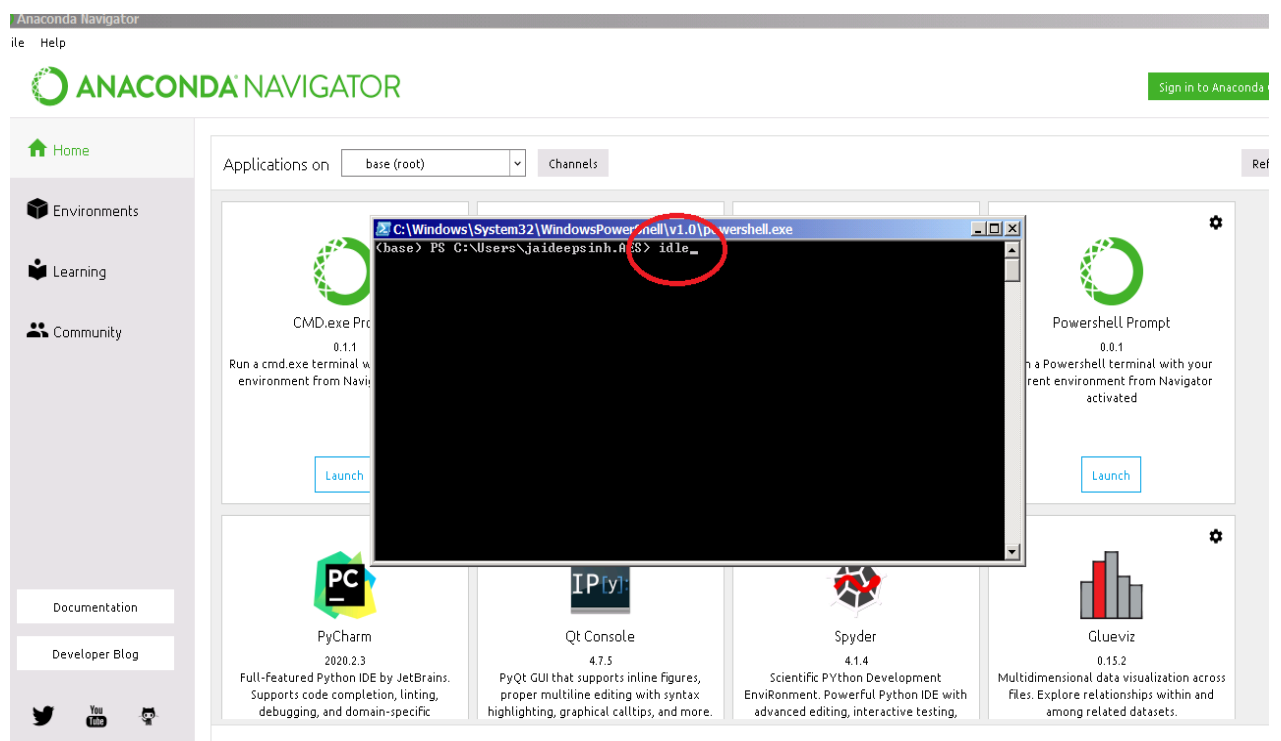 Anaconda Navigator
ile Help
ANACONDA NAVIGATOR
Sign in to Anaconda
Home
Environments
Learning
Community
Documentation
Developer Blog
You
Tube
Applications on base (root) Channels
Ref
C:\Windows\System32\WindowsPowerShell\v1.0\powershell.exe
(base) PS C:\Users\jaideepsinh.AES> idle_
CMD.exe Pro
0.1.1
Run a cmd.exe terminal w
environment from Navig
Launch
Powershell Prompt
0.0.1
n a Powershell terminal with your
rent environment from Navigator
activated
Launch
PC
PyCharm
2020.2.3
Full-featured Python IDE by JetBrains.
Supports code completion, linting,
debugging, and domain-specific
IP[y]:
Qt Console
4.7.5
PyQt GUI that supports inline figures,
proper multiline editing with syntax
highlighting, graphical calltips, and more.
Spyder
4.1.4
Scientific PYthon Development
EnviRonment. Powerful Python IDE with
advanced editing, interactive testing,
Glueviz
0.15.2
Multidimensional data visualization across
files. Explore relationships within and
among related datasets.